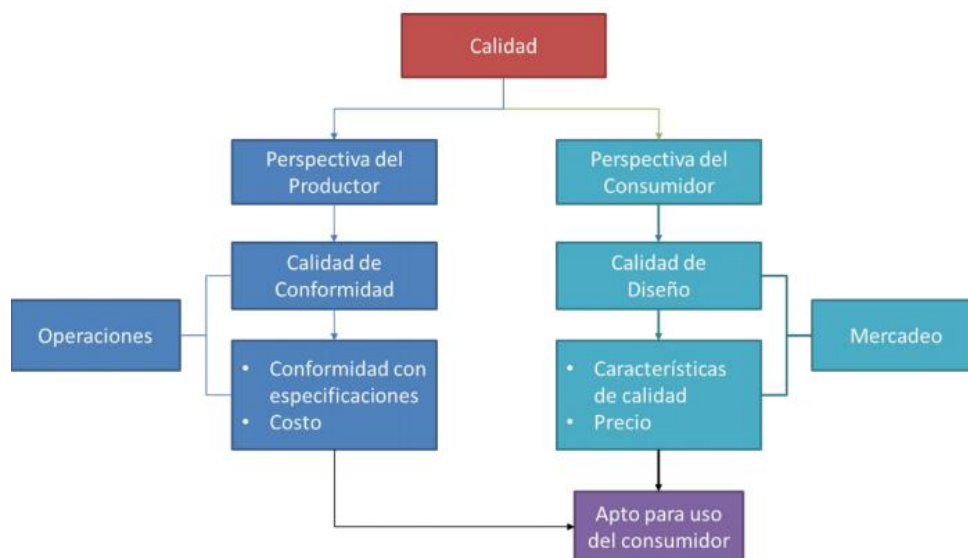 Calidad
Perspectiva del
Productor
Perspectiva del
Consumidor
Calidad de
Conformidad
Calidad de
Diseño
Operaciones
• Conformidad con
especificaciones
• Costo
• Características
de calidad
• Precio
Mercadeo
Apto para uso
del consumidor